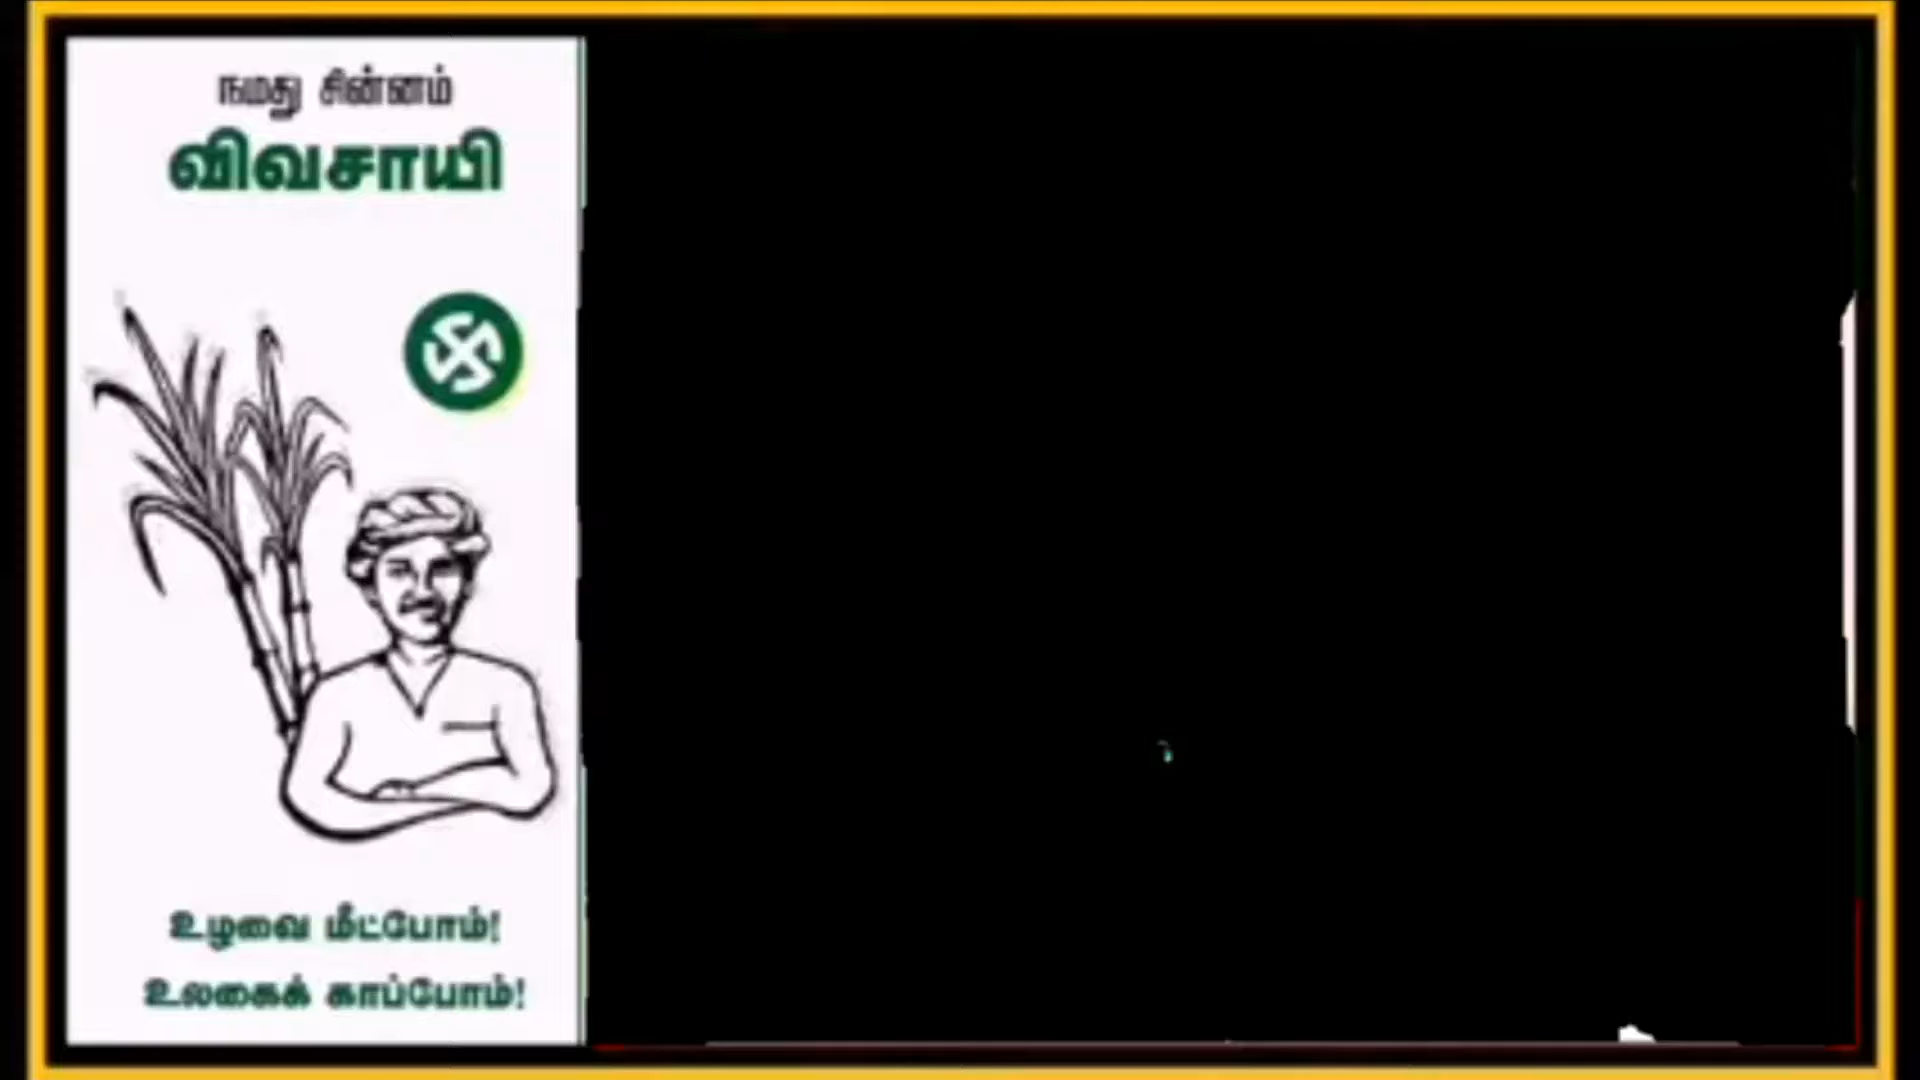 நமது சின்னம்
விவசாயி
உழவை மீட்போம்!
உலகைக் காப்போம்!